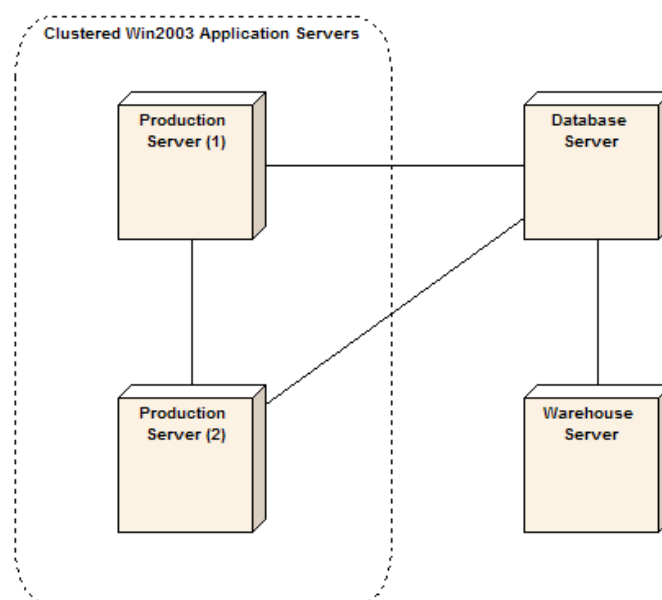 Clustered Win2003 Application Servers
Production
Server (1)
Database
Server
Production
Server (2)
Warehouse
Server